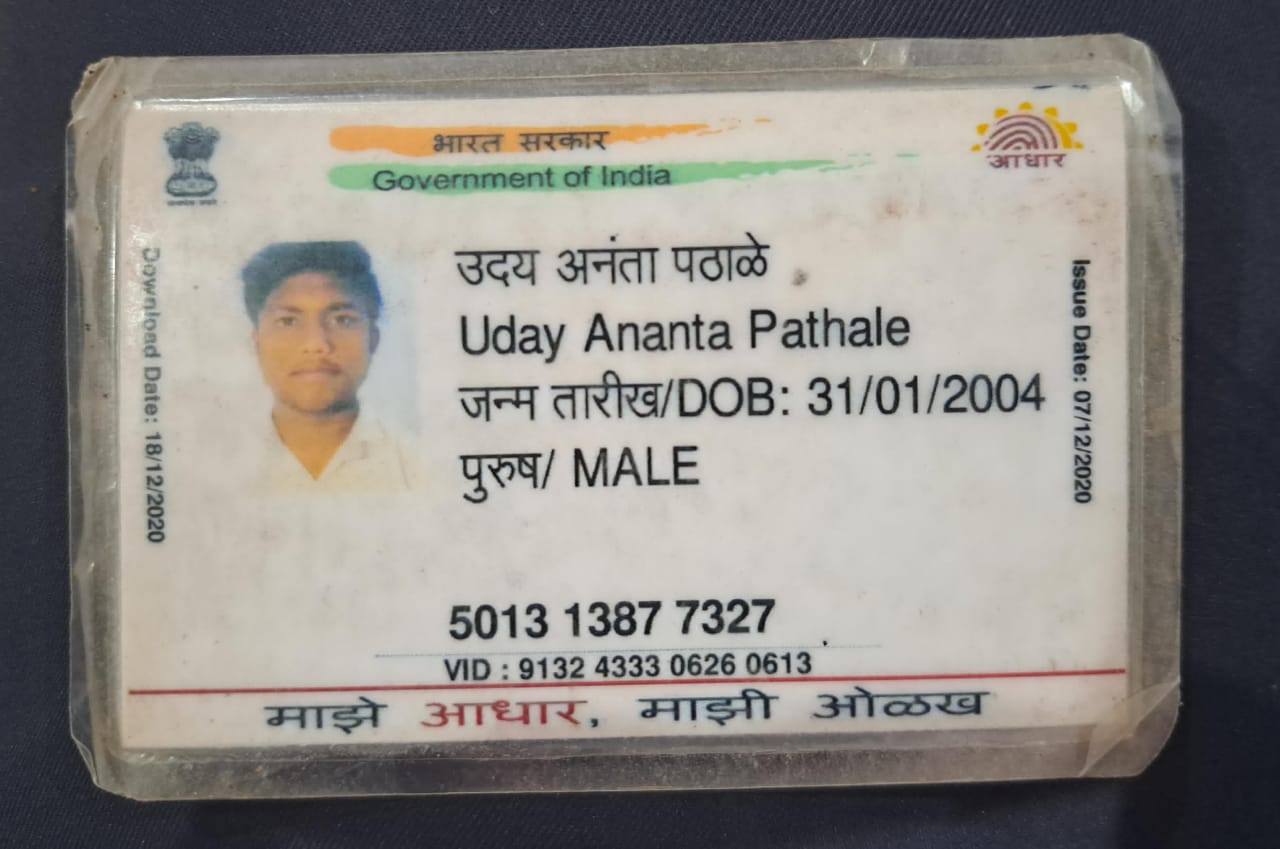 भारत सरकार
Government of India
आधार
उदय अनंता पठाळे
Uday Ananta Pathale
जन्म तारीख/DOB: 31/01/2004
पुरुष/ MALE
Download Date: 18/12/2020
Issue Date: 07/12/2020
5013 1387 7327
VID : 9132 4333 0626 0613
माझे आधार, माझी ओळख